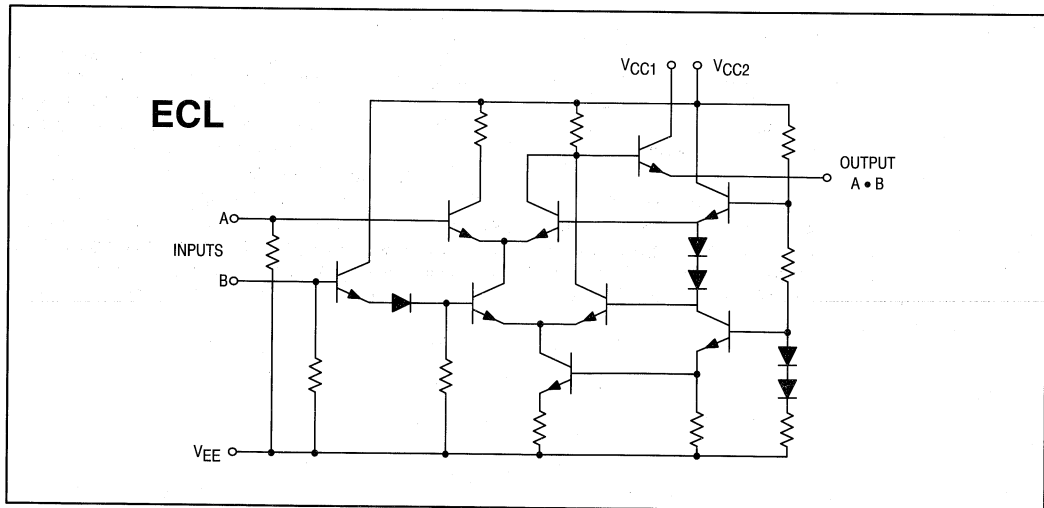 ECL
VCC1
VCC2
OUTPUT
A • B
A
INPUTS
B
VEE